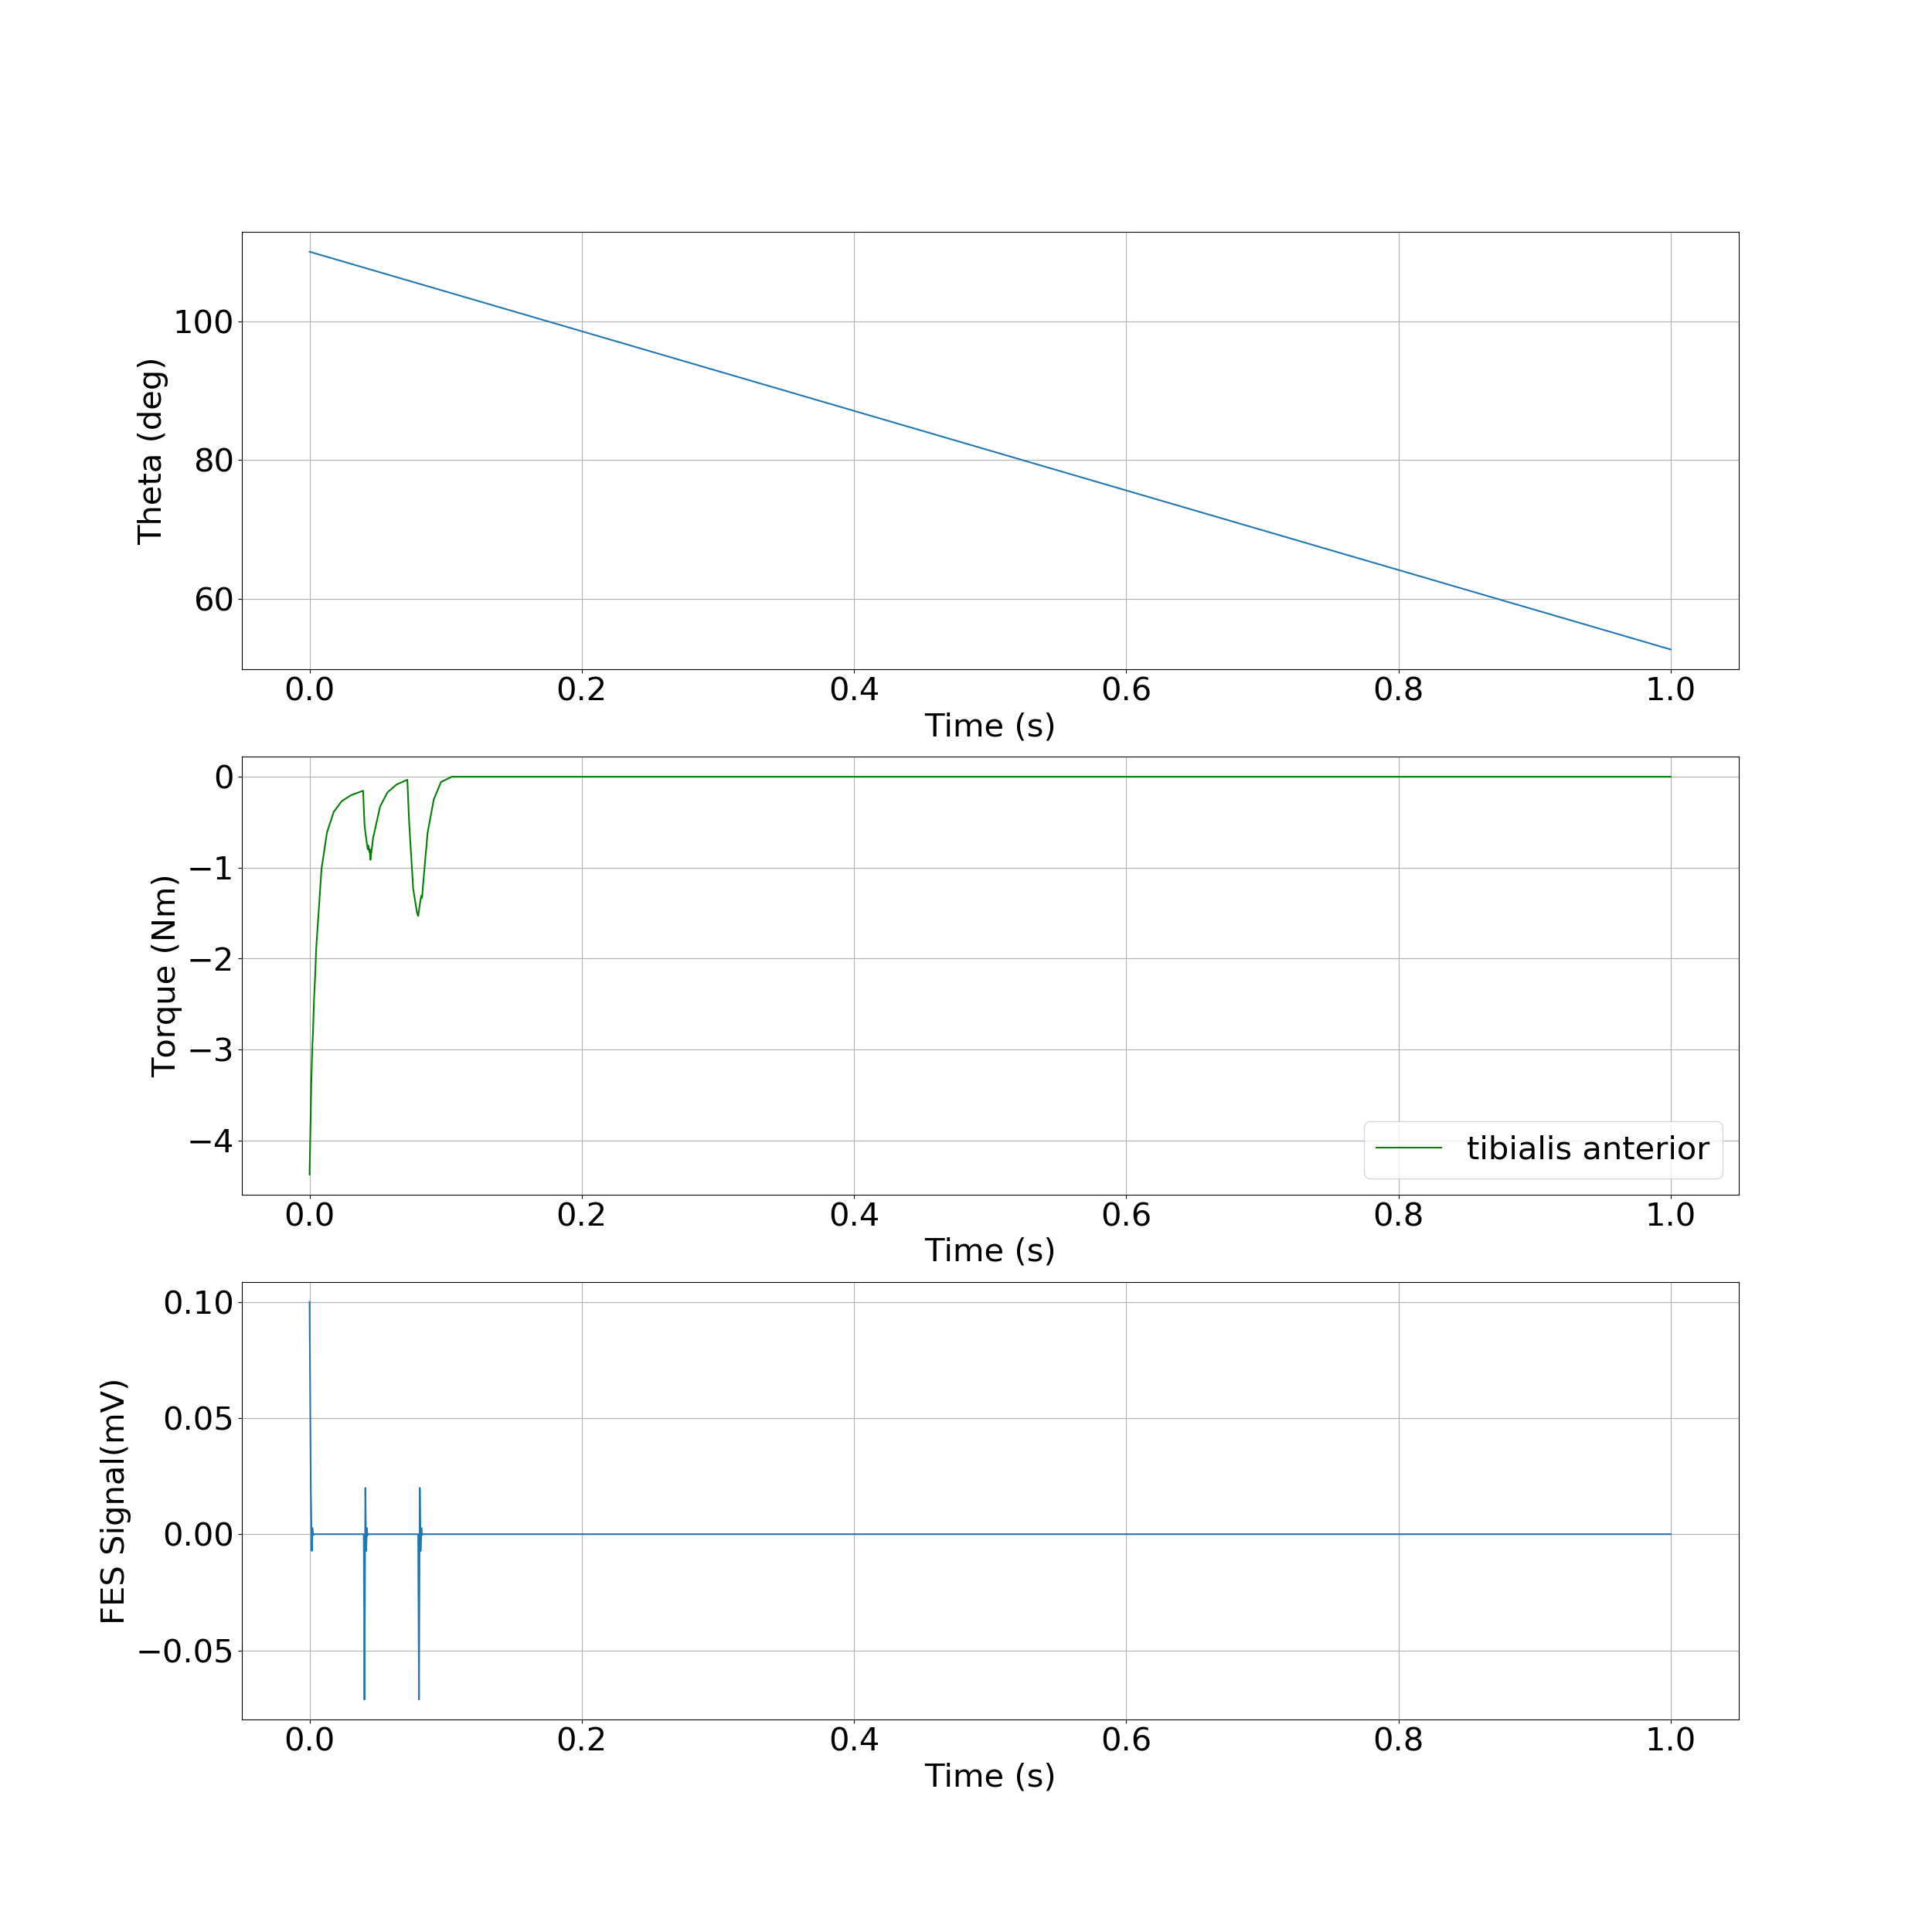 100
80
60
Theta (deg)
0.0 0.2 0.4 0.6 0.8 1.0
Time (s)
0
−1
−2
−3
−4
Torque (Nm)
tibialis anterior
0.0 0.2 0.4 0.6 0.8 1.0
Time (s)
0.10
0.05
0.00
−0.05
FES Signal(mV)
0.0 0.2 0.4 0.6 0.8 1.0
Time (s)